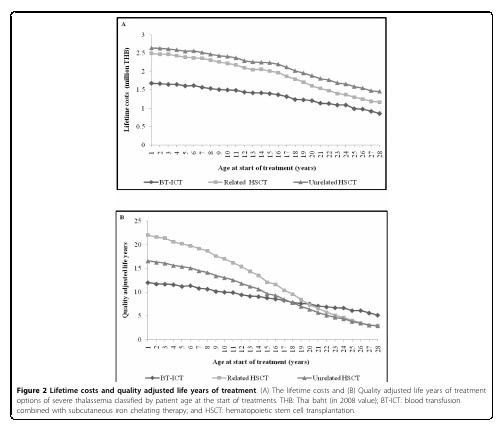 A
Lifetime costs (million THB)
3
2.5
2
1.5
1
0.5
0
1 2 3 4 5 6 7 8 9 10 11 12 13 14 15 16 17 18 19 20 21 22 23 24 25 26 27 28
Age at start of treatment (years)
BT-ICT Related HSCT Unrelated HSCT
B
Quality adjusted life years
25
20
15
10
5
0
1 2 3 4 5 6 7 8 9 10 11 12 13 14 15 16 17 18 19 20 21 22 23 24 25 26 27 28
Age at start of treatment (years)
BT-ICT Related HSCT Unrelated HSCT
Figure 2 Lifetime costs and quality adjusted life years of treatment. (A) The lifetime costs and (B) Quality adjusted life years of treatment
options of severe thalassemia classified by patient age at the start of treatments. THB: Thai baht (in 2008 value); BT-ICT: blood transfusion
combined with subcutaneous iron chelating therapy; and HSCT: hematopoietic stem cell transplantation.